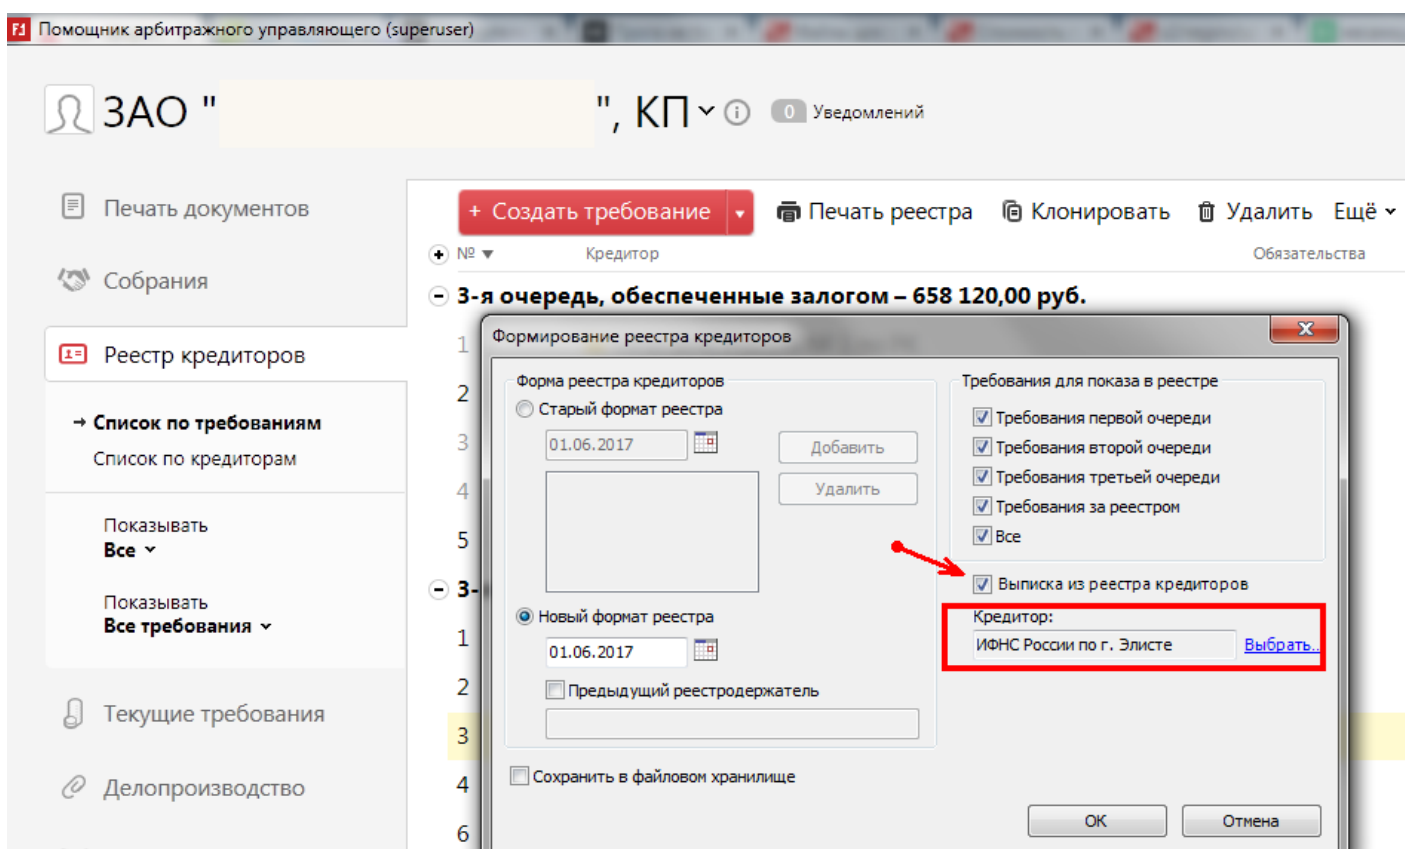 F1 Помощник арбитражного управляющего (superuser)
ЗАО " ", КП
0 Уведомлений
Печать документов
Собрания
Реестр кредиторов
→ Список по требованиям
Список по кредиторам
Показывать
Все
Показывать
Все требования
Текущие требования
Делопроизводство
+ Создать требование
Печать реестра
Клонировать
Удалить
Ещё
№
Кредитор
Обязательства
3-я очередь, обеспеченные залогом – 658 120,00 руб.
1
2
3
4
5
3-
1
2
3
4
6
Формирование реестра кредиторов
Форма реестра кредиторов
Старый формат реестра
01.06.2017
Добавить
Удалить
Новый формат реестра
01.06.2017
Предыдущий реестродержатель
Сохранить в файловом хранилище
Требования для показа в реестре
Требования первой очереди
Требования второй очереди
Требования третьей очереди
Требования за реестром
Все
Выписка из реестра кредиторов
Кредитор:
ИФНС России по г. Элисте
Выбрать..
OK
Отмена